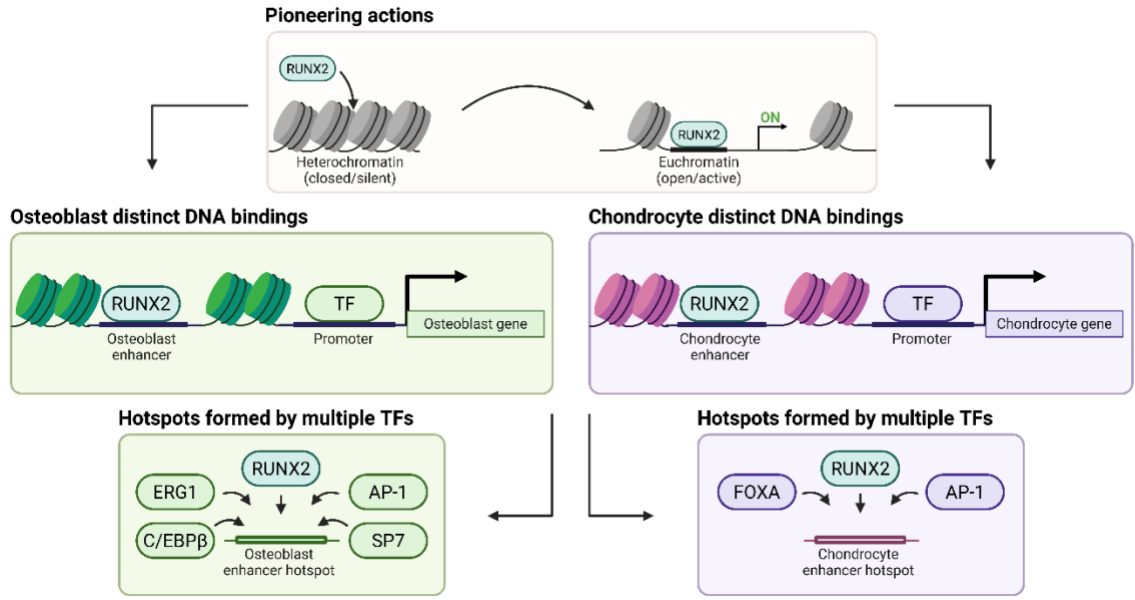 Pioneering actions
RUNX2
Heterochromatin
(closed/silent)
RUNX2
ON
Euchromatin
(open/active)
Osteoblast distinct DNA bindings
RUNX2
Osteoblast
enhancer
TF
Promoter
Osteoblast gene
Chondrocyte distinct DNA bindings
RUNX2
Chondrocyte
enhancer
TF
Promoter
Chondrocyte gene
Hotspots formed by multiple TFs
RUNX2
ERG1
AP-1
C/EBPβ
SP7
Osteoblast
enhancer hotspot
Hotspots formed by multiple TFs
RUNX2
FOXA
AP-1
Chondrocyte
enhancer hotspot